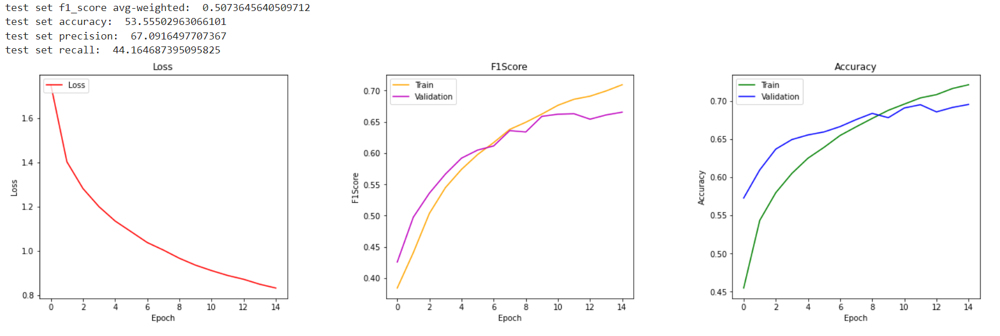 test set f1_score avg-weighted:  0.5073645640509712
test set accuracy:  53.55502963066101
test set precision:  67.0916497707367
test set recall:  44.164687395095825
Loss
Loss
1.6
1.4
1.2
1.0
0.8
Loss
0 2 4 6 8 10 12 14
Epoch
F1Score
Train
Validation
0.70
0.65
0.60
0.55
0.50
0.45
0.40
F1Score
0 2 4 6 8 10 12 14
Epoch
Accuracy
Train
Validation
0.70
0.65
0.60
0.55
0.50
0.45
Accuracy
0 2 4 6 8 10 12 14
Epoch